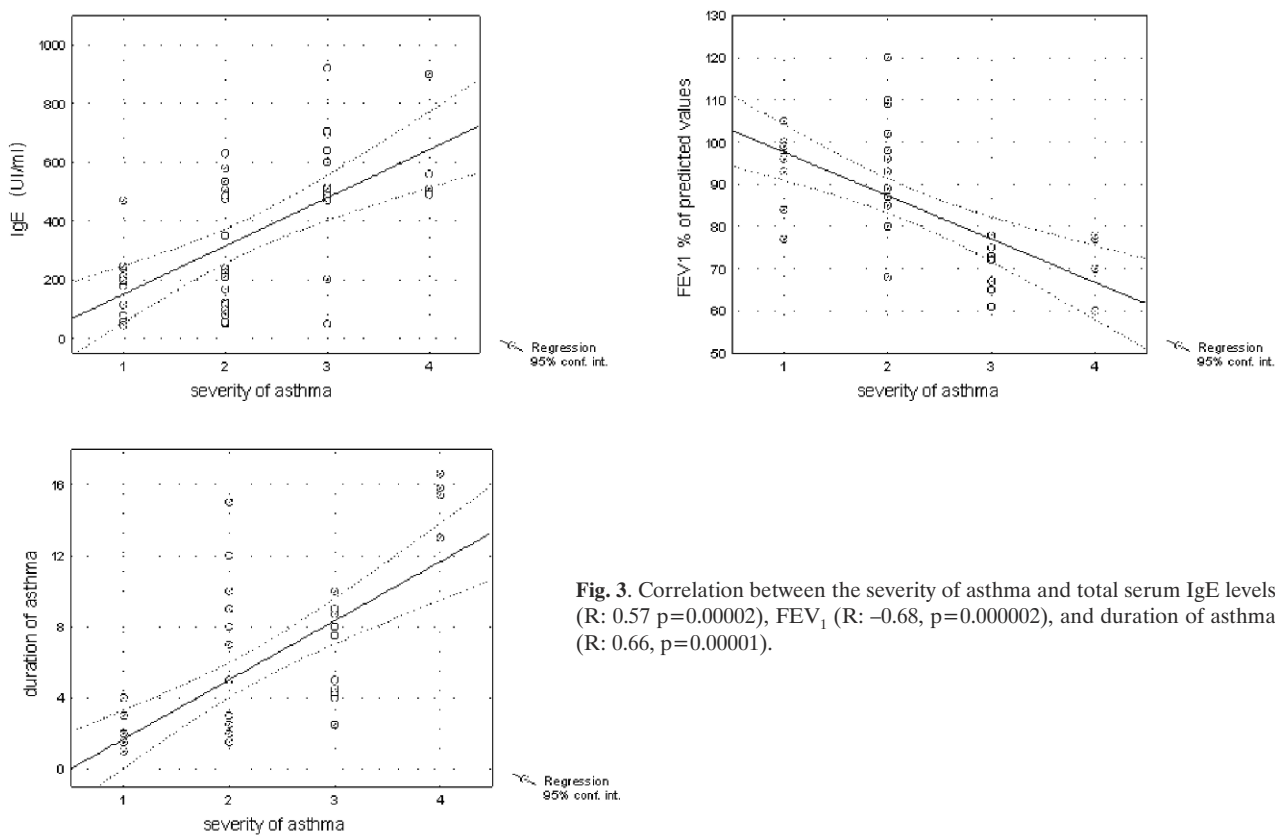 1000
800
600
400
200
0
IgE (UI/ml)
1 2 3 4
severity of asthma
Regression
95% conf. int.
130
120
110
100
90
80
70
60
50
FEV1 % of predicted values
1 2 3 4
severity of asthma
Regression
95% conf. int.
16
12
8
4
0
duration of asthma
1 2 3 4
severity of asthma
Regression
95% conf. int.
Fig. 3. Correlation between the severity of asthma and total serum IgE levels
(R: 0.57 p=0.00002), FEV₁ (R: –0.68, p=0.000002), and duration of asthma
(R: 0.66, p=0.00001).